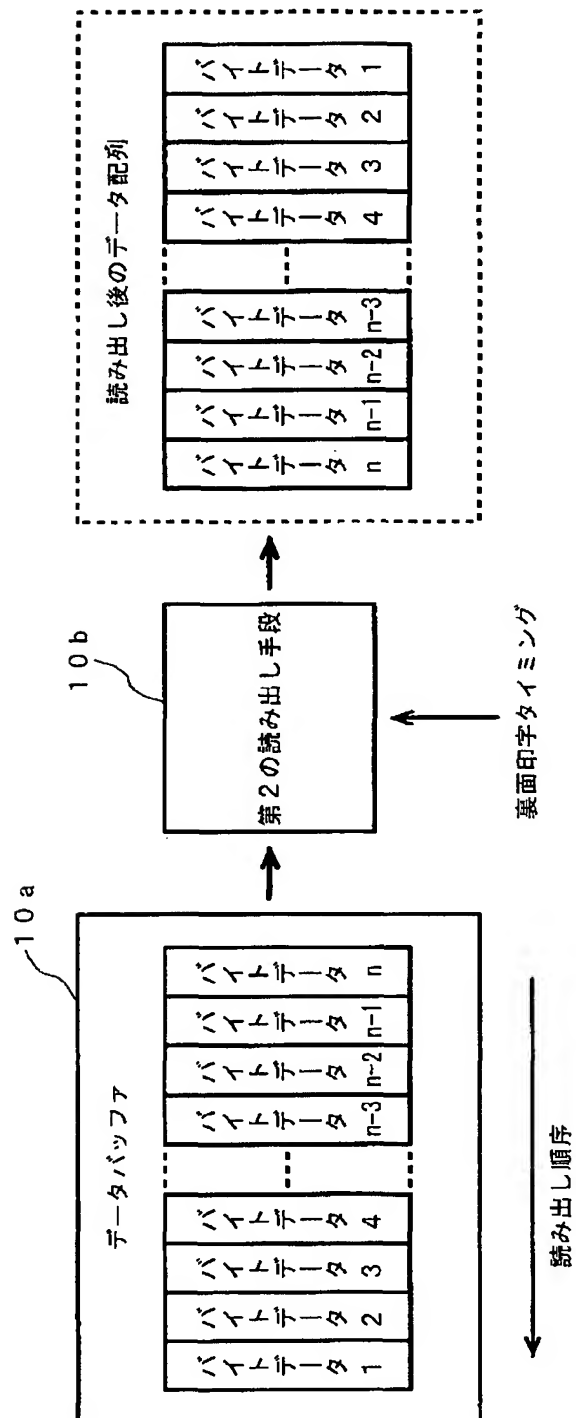 10a
データバッファ
バイトデータ 1
バイトデータ 2
バイトデータ 3
バイトデータ 4
バイトデータ n-3
バイトデータ n-2
バイトデータ n-1
バイトデータ n
読み出し順序
10b
第2の読み出し手段
裏面印字タイミング
読み出し後のデータ配列
バイトデータ n
バイトデータ n-1
バイトデータ n-2
バイトデータ n-3
バイトデータ 4
バイトデータ 3
バイトデータ 2
バイトデータ 1